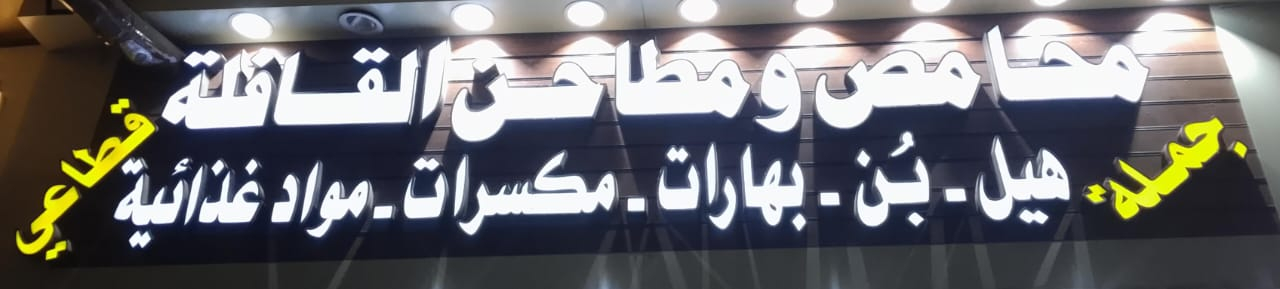 محامص ومطاحن القافلة
جملة
هيل - بُن - بهارات - مكسرات - مواد غذائية
قطاعي